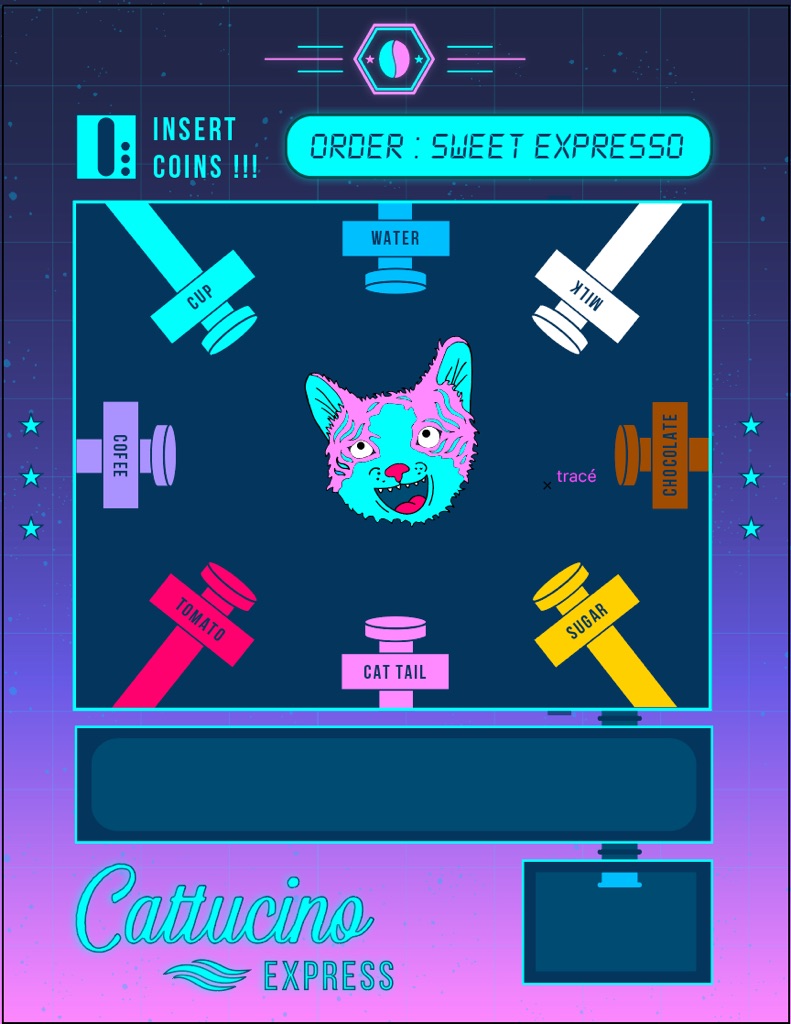 INSERT
COINS !!!
ORDER : SWEET EXPRESSO
WATER
CUP
MILK
COFEE
CHOCOLATE
tracé
TOMATO
SUGAR
CAT TAIL
Cattucino
EXPRESS